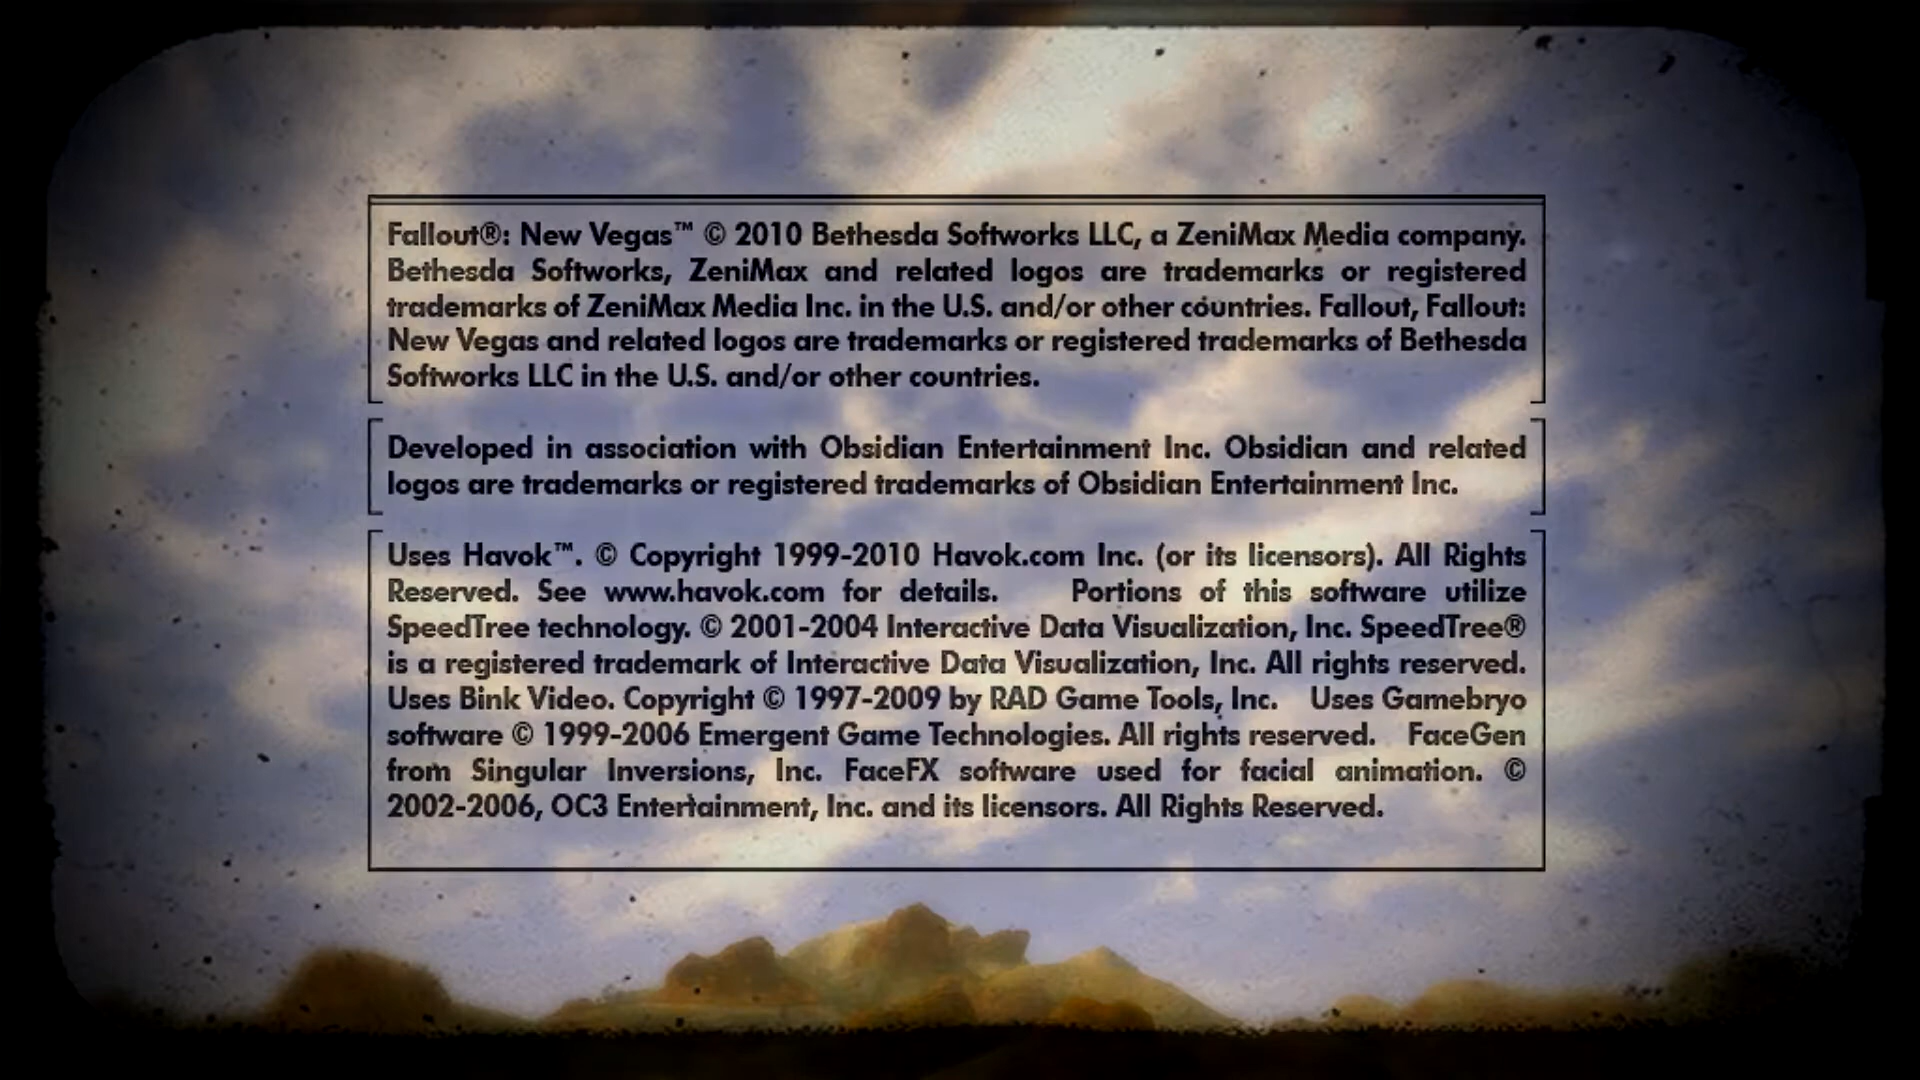 Fallout®: New Vegas™ © 2010 Bethesda Softworks LLC, a ZeniMax Media company.
Bethesda Softworks, ZeniMax and related logos are trademarks or registered
trademarks of ZeniMax Media Inc. in the U.S. and/or other countries. Fallout, Fallout:
New Vegas and related logos are trademarks or registered trademarks of Bethesda
Softworks LLC in the U.S. and/or other countries.
Developed in association with Obsidian Entertainment Inc. Obsidian and related
logos are trademarks or registered trademarks of Obsidian Entertainment Inc.
Uses Havok™. © Copyright 1999-2010 Havok.com Inc. (or its licensors). All Rights
Reserved. See www.havok.com for details. Portions of this software utilize
SpeedTree technology. © 2001-2004 Interactive Data Visualization, Inc. SpeedTree®
is a registered trademark of Interactive Data Visualization, Inc. All rights reserved.
Uses Bink Video. Copyright © 1997-2009 by RAD Game Tools, Inc. Uses Gamebryo
software © 1999-2006 Emergent Game Technologies. All rights reserved. FaceGen
from Singular Inversions, Inc. FaceFX software used for facial animation. ©
2002-2006, OC3 Entertainment, Inc. and its licensors. All Rights Reserved.